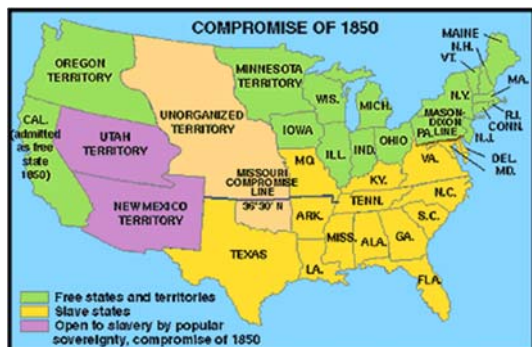 COMPROMISE OF 1850
MAINE
N.H.
VT.
OREGON
TERRITORY
MINNESOTA
TERRITORY
MA.
WIS.
MICH.
N.Y.
R.I.
CONN.
MASON-
DIXON
LINE
PA.
N.J.
CAL.
(admitted
as free
state
1850)
UNORGANIZED
TERRITORY
UTAH
TERRITORY
IOWA
ILL.
IND.
OHIO
DEL.
MD.
MO.
VA.
KY.
MISSOURI
COMPROMISE
LINE
36°30' N
N.C.
TENN.
NEW MEXICO
TERRITORY
ARK.
S.C.
TEXAS
MISS.
ALA.
GA.
LA.
FLA.
Free states and territories
Slave states
Open to slavery by popular
sovereignty, compromise of 1850